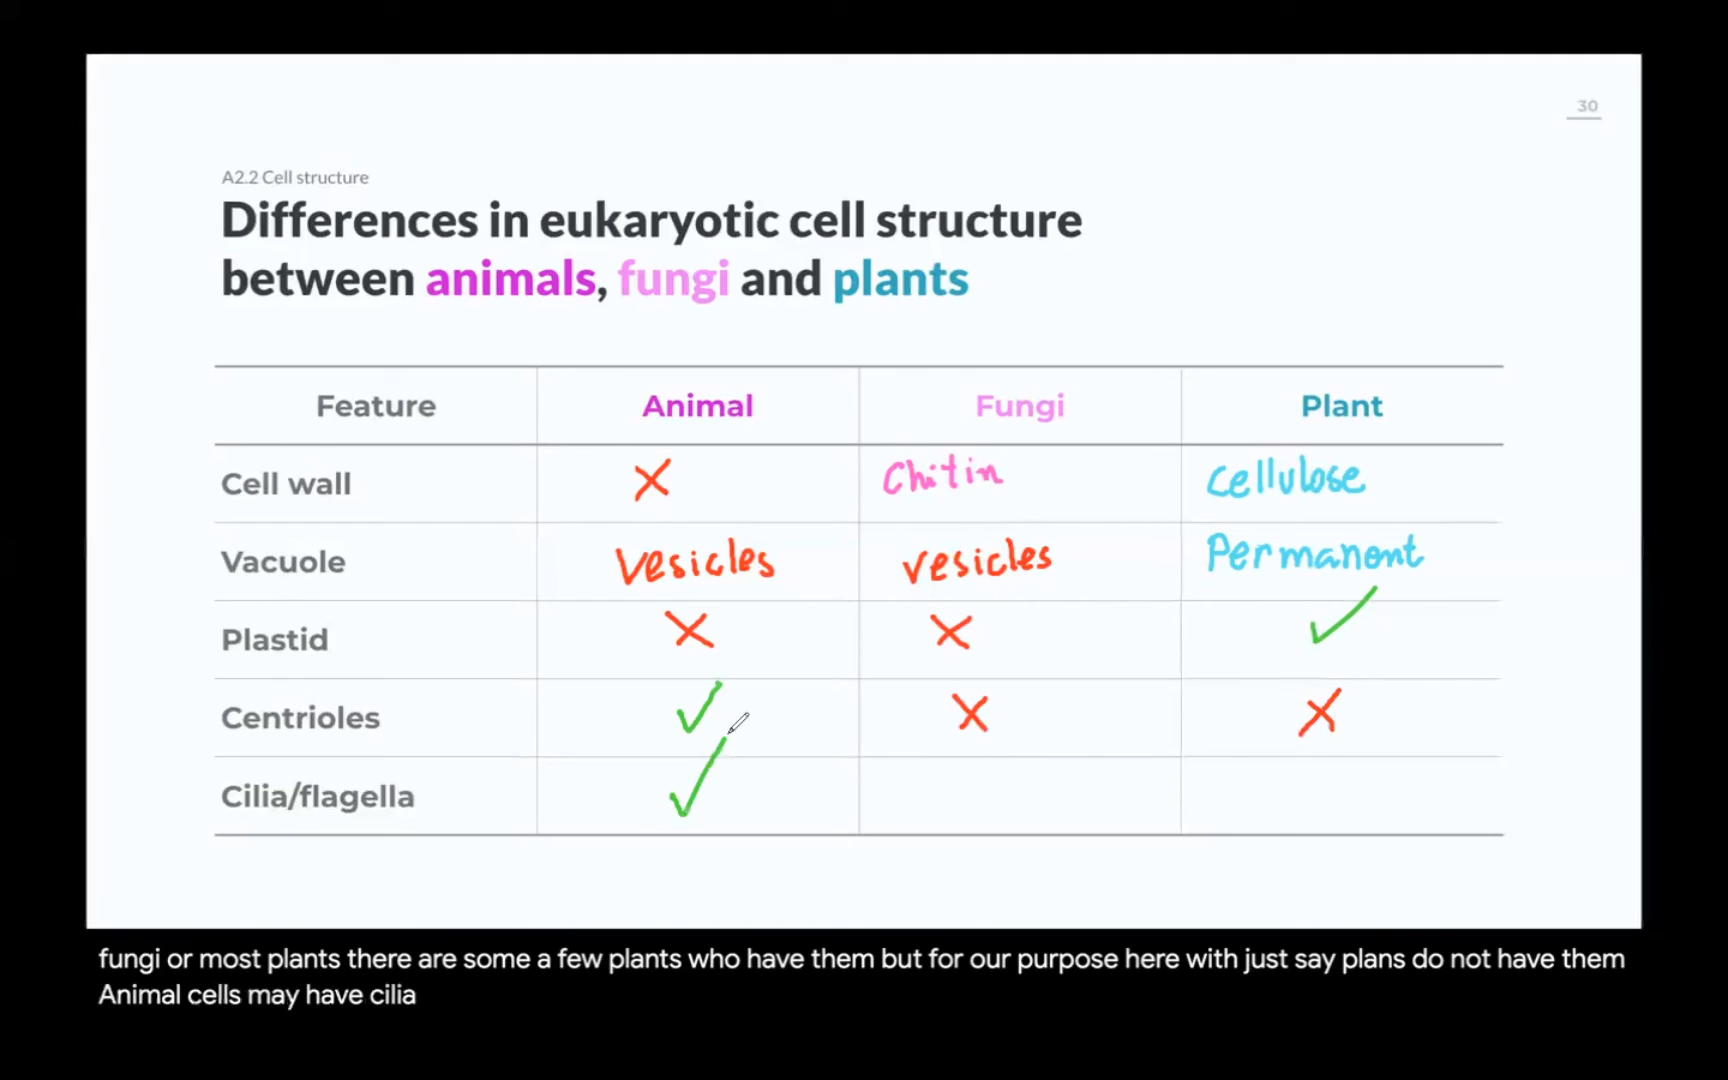 30
A2.2 Cell structure
Differences in eukaryotic cell structure
between animals, fungi and plants
Feature Animal Fungi Plant
Cell wall Chitin Cellulose
Vacuole vesicles vesicles Permanent
Plastid
Centrioles
Cilia/flagella
fungi or most plants there are some a few plants who have them but for our purpose here with just say plans do not have them
Animal cells may have cilia